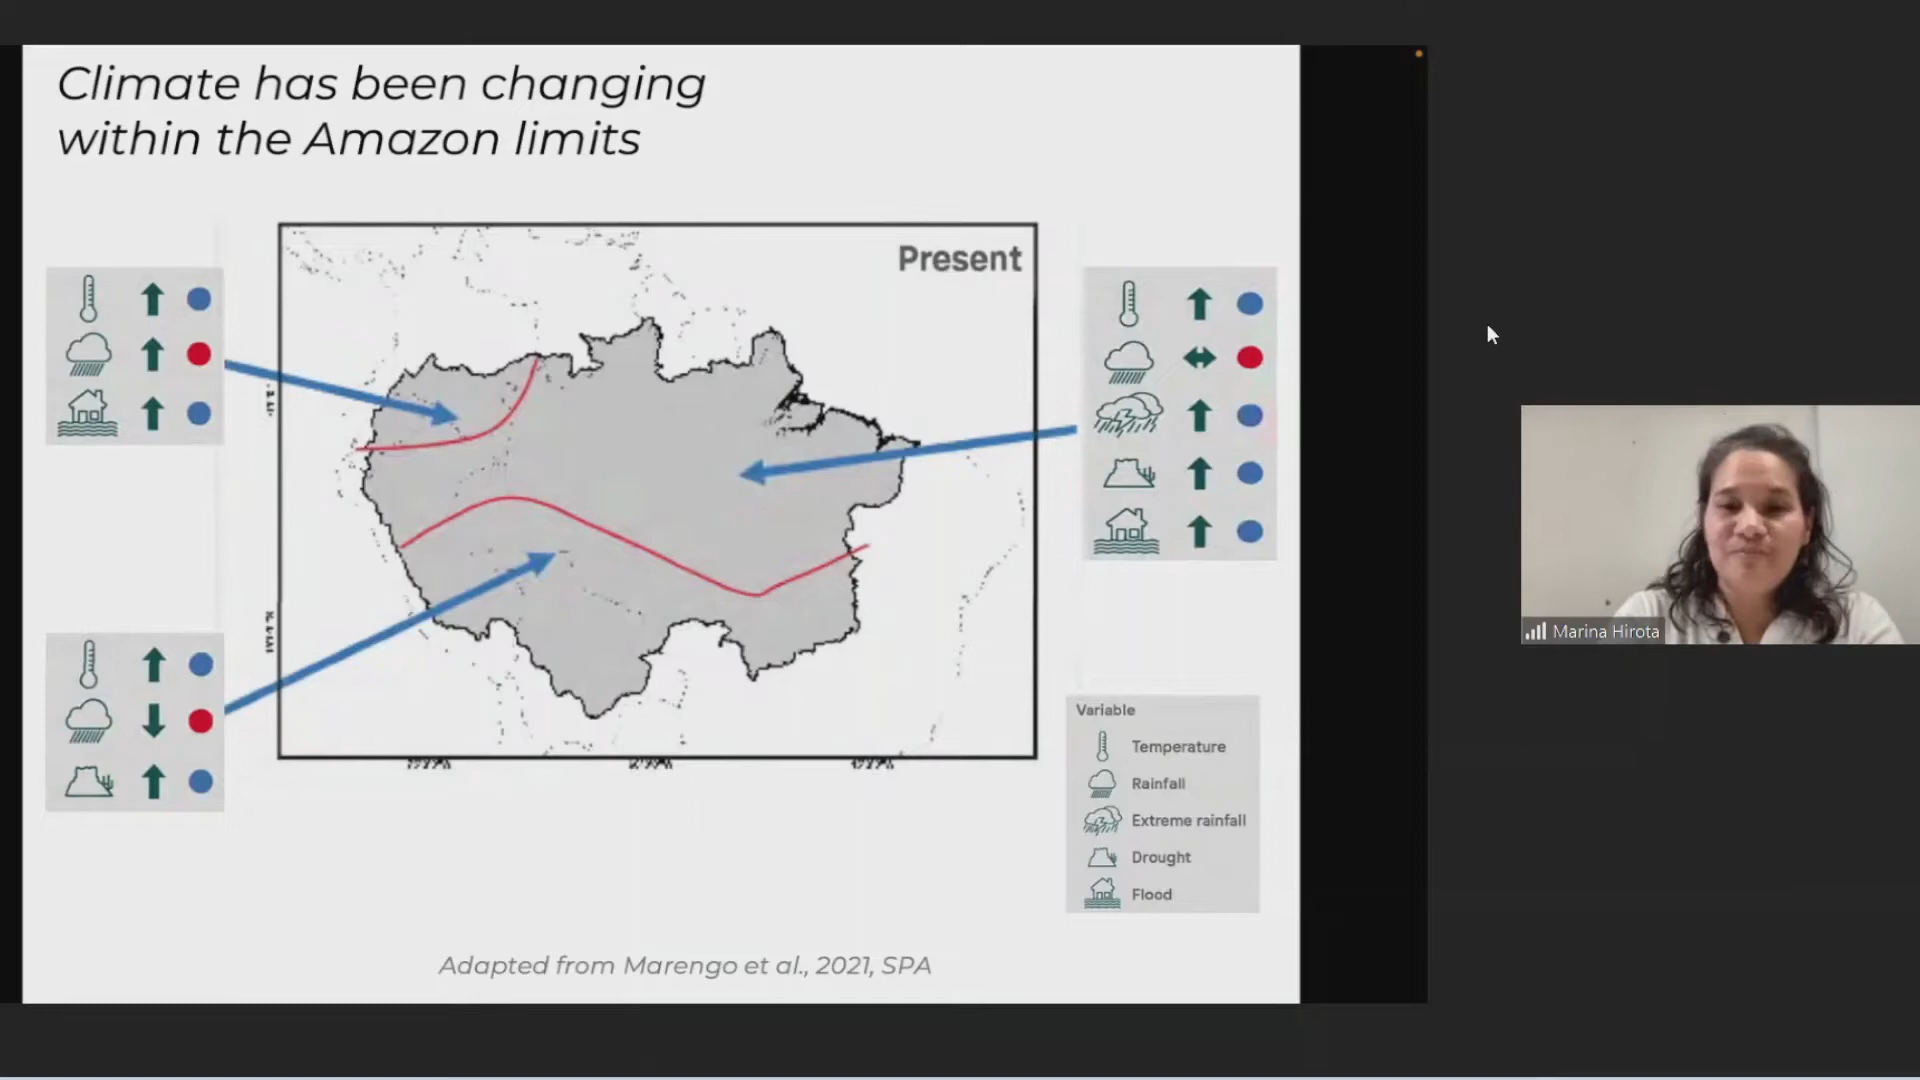 Climate has been changing
within the Amazon limits
Present
Variable
Temperature
Rainfall
Extreme rainfall
Drought
Flood
Adapted from Marengo et al., 2021, SPA
Marina Hirota